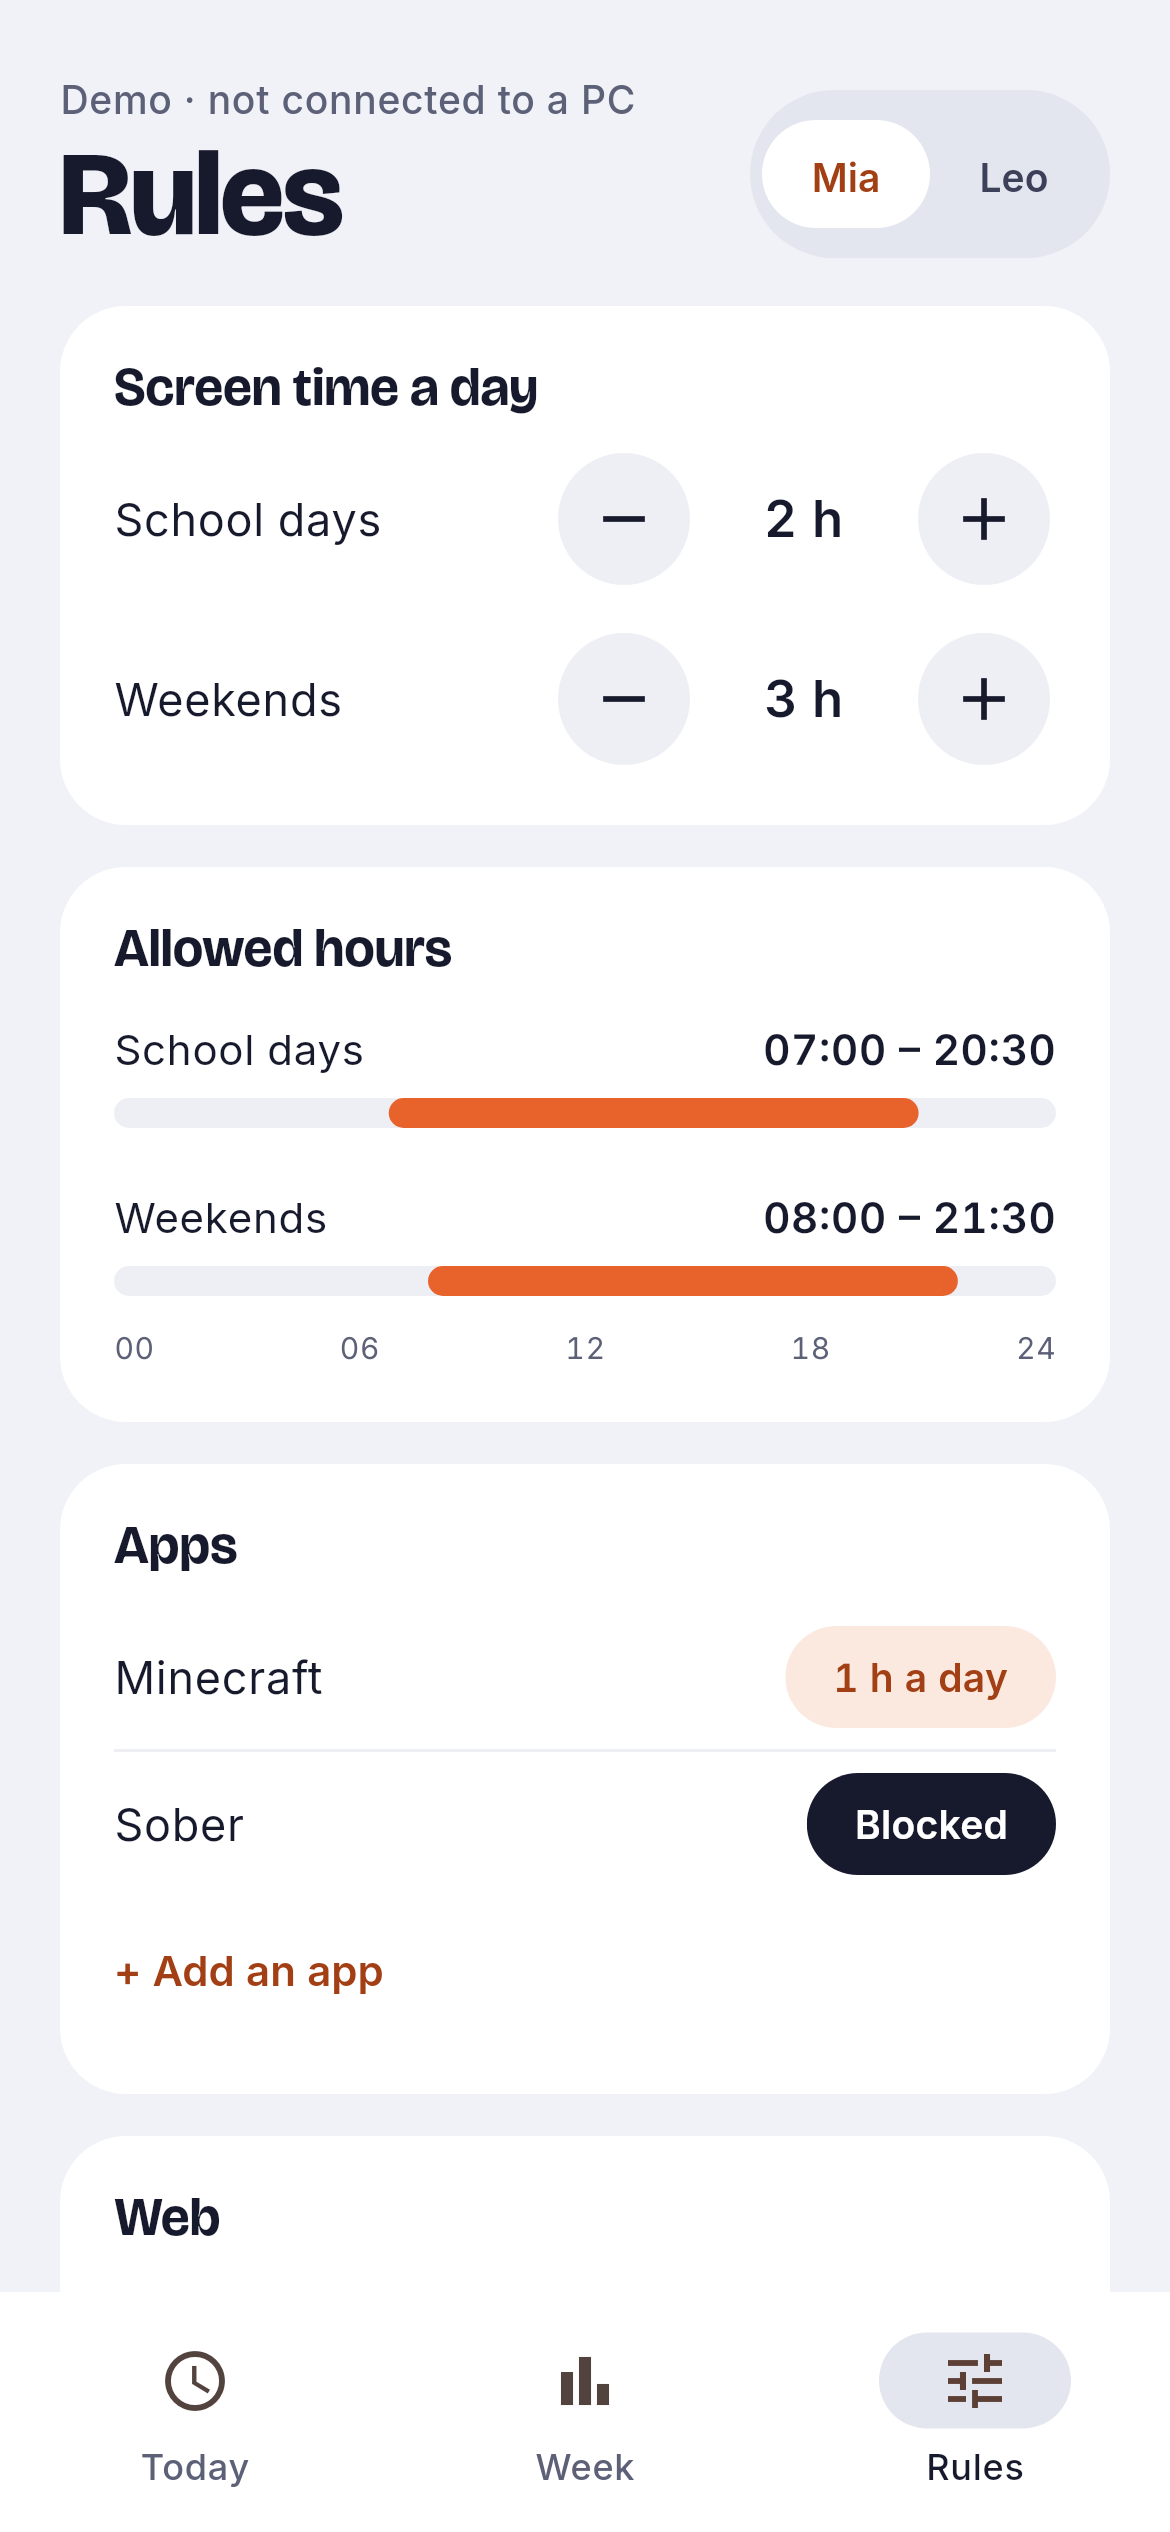 Demo · not connected to a PC
Rules
Mia
Leo
Screen time a day
School days
2 h
Weekends
3 h
Allowed hours
School days
07:00 – 20:30
Weekends
08:00 – 21:30
00 06 12 18 24
Apps
Minecraft
1 h a day
Sober
Blocked
+ Add an app
Web
Today
Week
Rules